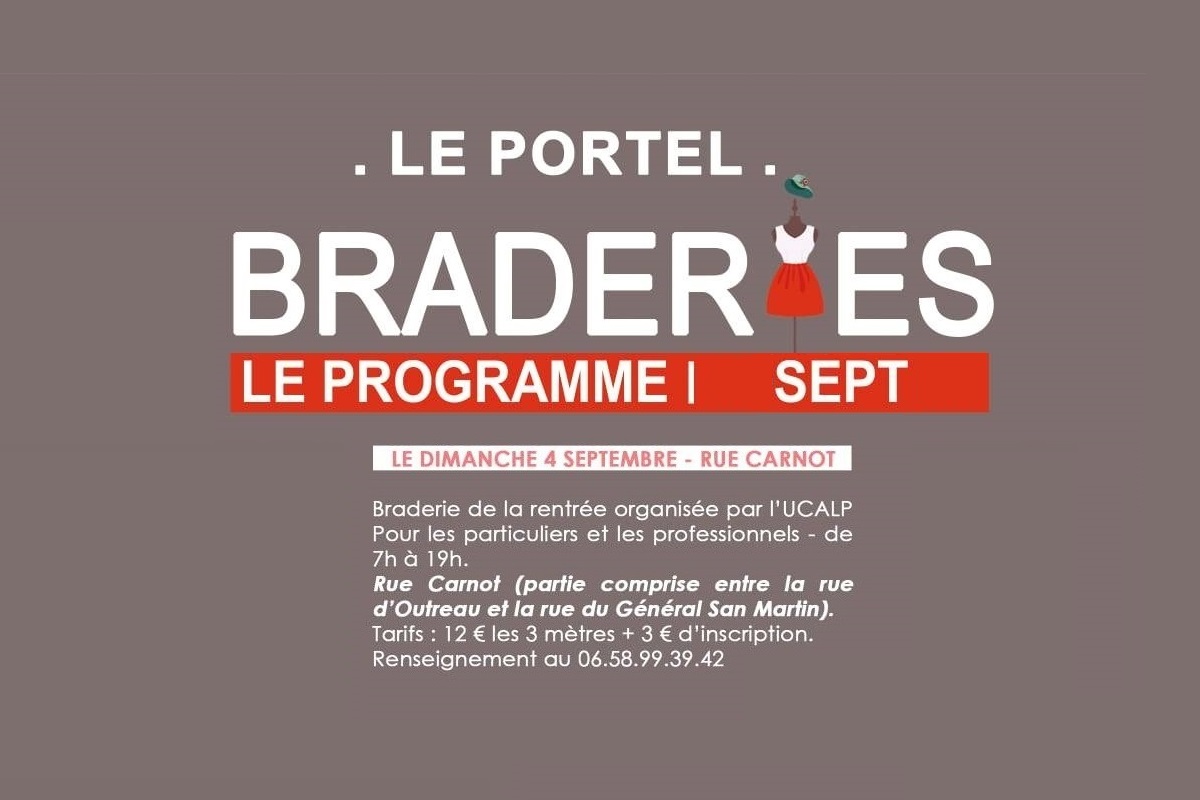 . LE PORTEL .
BRADERIES
LE PROGRAMME | SEPT
LE DIMANCHE 4 SEPTEMBRE - RUE CARNOT
Braderie de la rentrée organisée par l'UCALP
Pour les particuliers et les professionnels - de
7h à 19h.
Rue Carnot (partie comprise entre la rue
d'Outreau et la rue du Général San Martin).
Tarifs : 12 € les 3 mètres + 3 € d'inscription.
Renseignement au 06.58.99.39.42